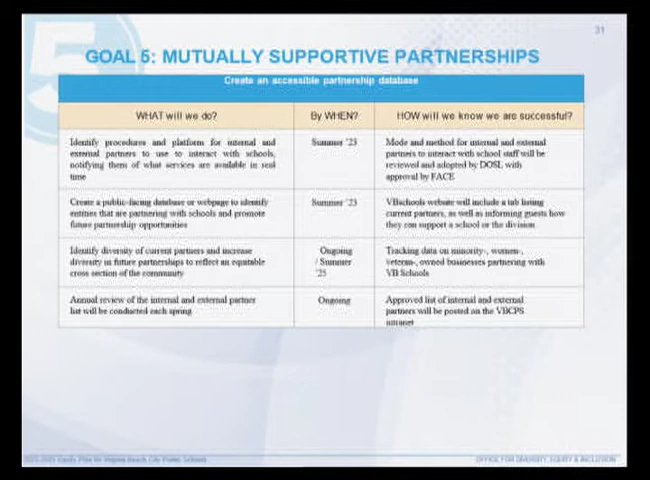 31
GOAL 5: MUTUALLY SUPPORTIVE PARTNERSHIPS
Create an accessible partnership database
WHAT will we do?
By WHEN?
HOW will we know we are successful?
Identify procedures and platform for internal and
external partners to use to interact with schools,
notifying them of what services are available in real
time
Summer '23
Mode and method for internal and external
partners to interact with school staff will be
reviewed and adopted by DOSL with
approval by FACE
Create a public-facing database or webpage to identify
entities that are partnering with schools and promote
future partnership opportunities
Summer '23
VBschools website will include a tab listing
current partners, as well as informing guests how
they can support a school or the division
Identify diversity of current partners and increase
diversity in future partnerships to reflect an equitable
cross section of the community
Ongoing
/ Summer
'25
Tracking data on minority-, women-,
veteran-, owned businesses partnering with
VB Schools
Annual review of the internal and external partner
list will be conducted each spring
Ongoing
Approved list of internal and external
partners will be posted on the VBCPS
intranet
Equity Plan for Virginia Beach City Public Schools
OFFICE FOR DIVERSITY, EQUITY & INCLUSION